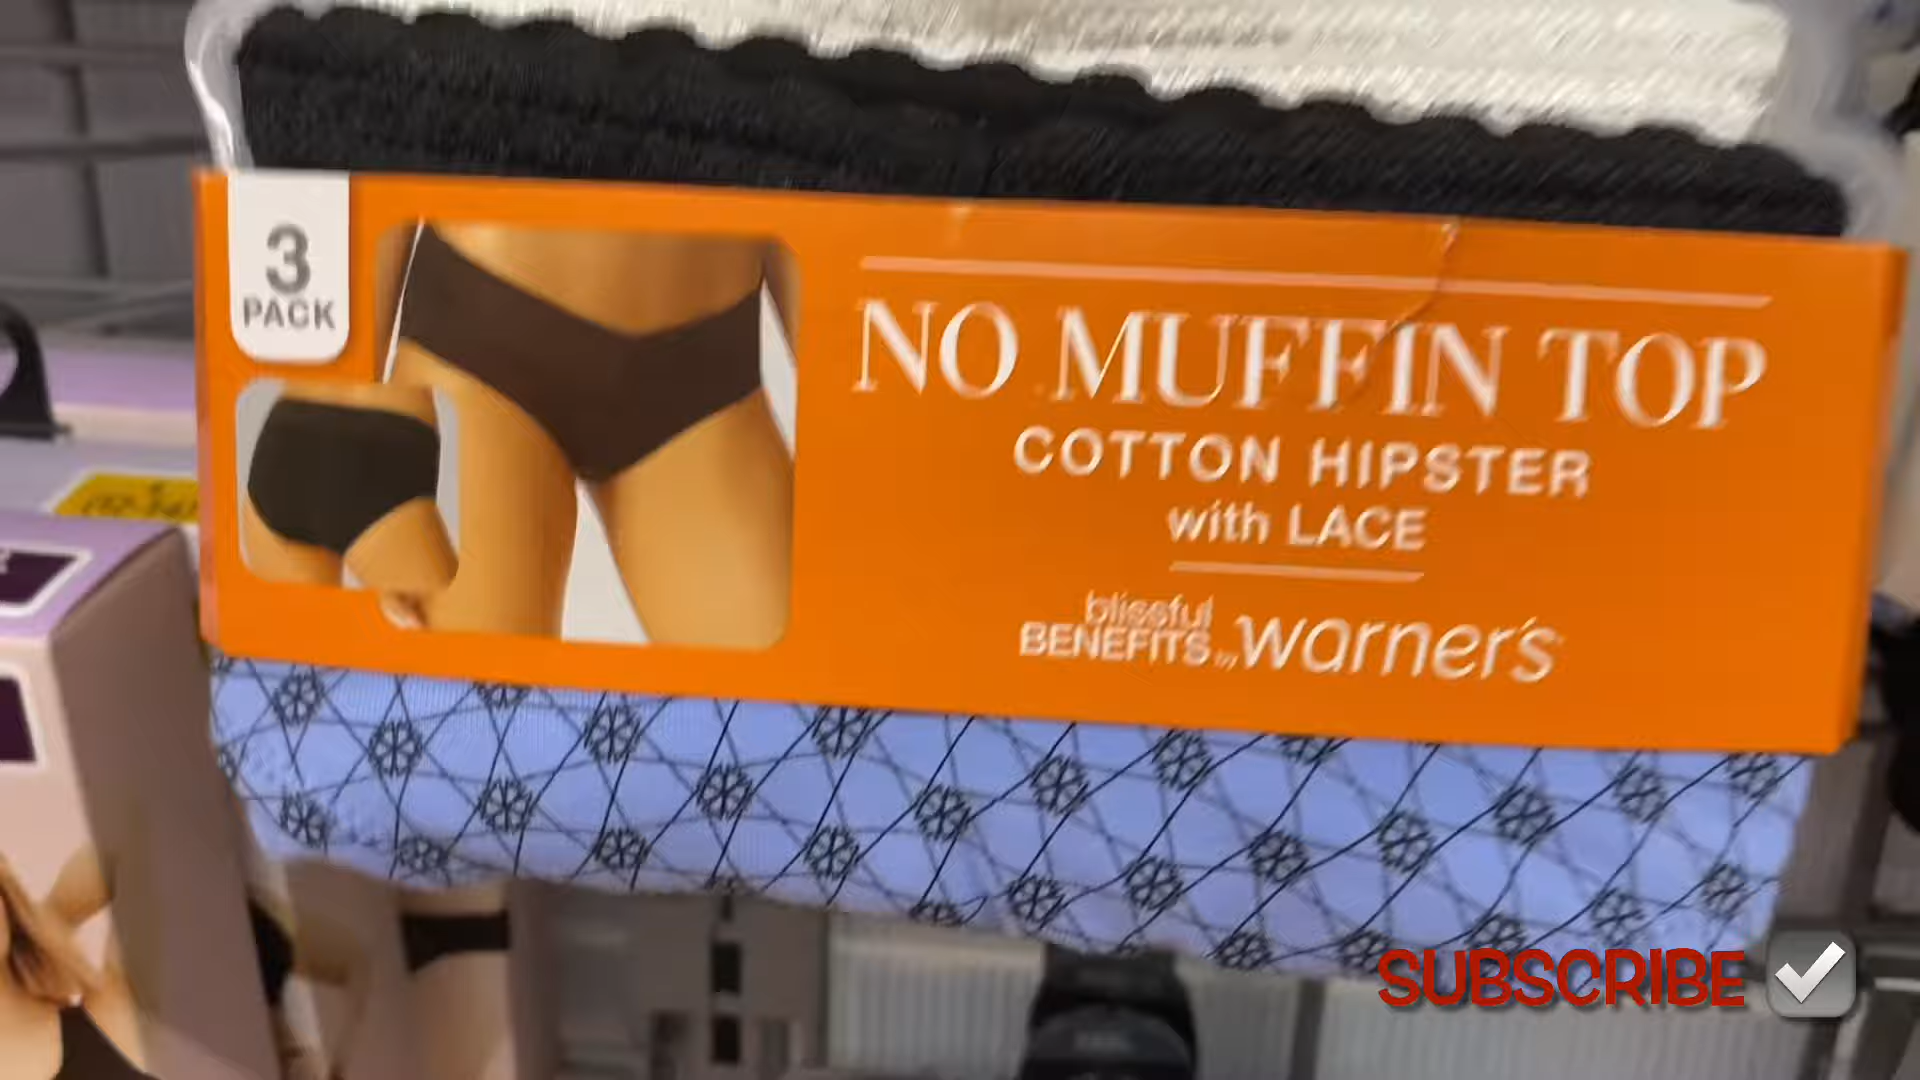 3
PACK
NO MUFFIN TOP
COTTON HIPSTER
with LACE
blissful
BENEFITS by warner's
SUBSCRIBE